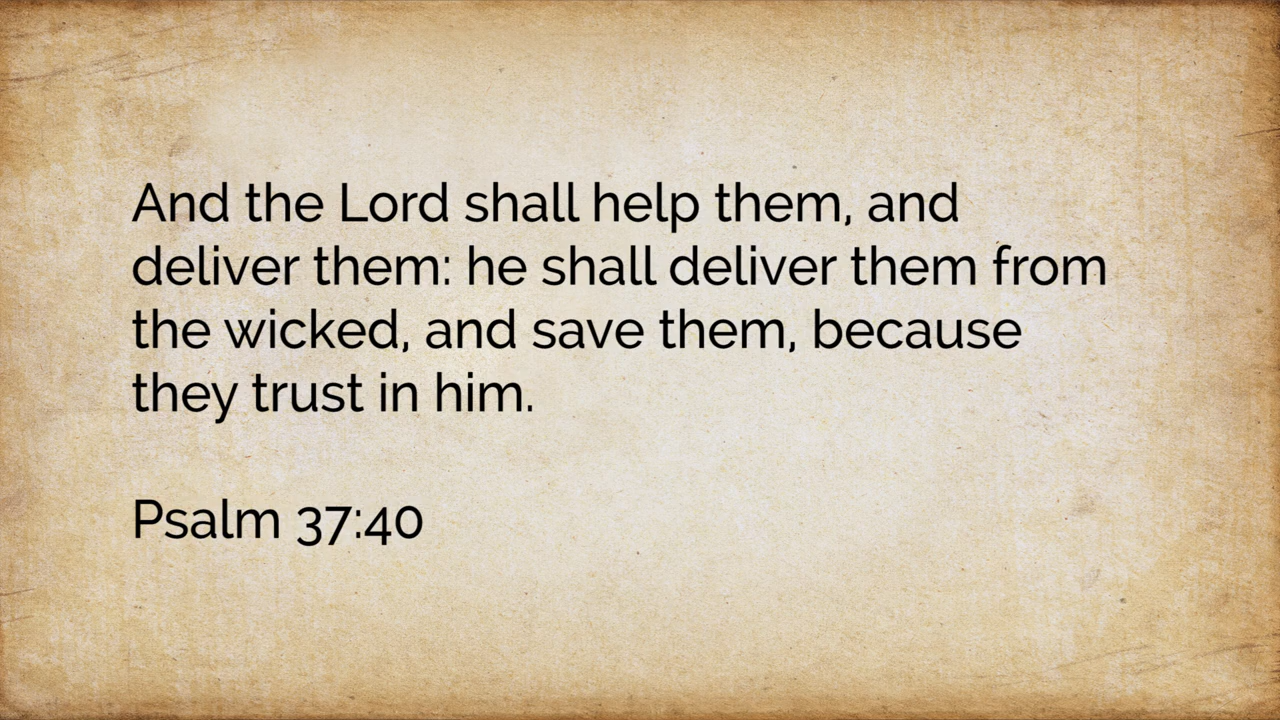 And the Lord shall help them, and
deliver them: he shall deliver them from
the wicked, and save them, because
they trust in him.
Psalm 37:40